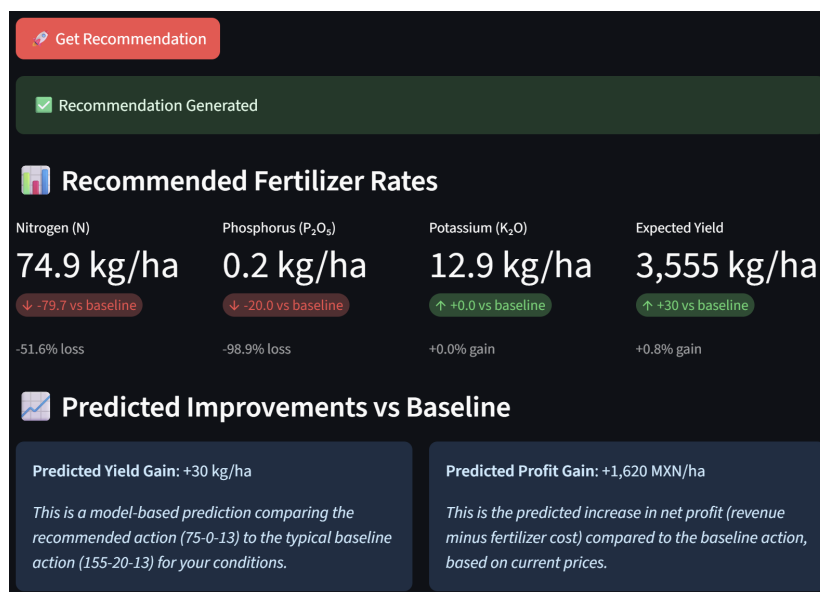 🚀 Get Recommendation
✅ Recommendation Generated
📊 Recommended Fertilizer Rates
Nitrogen (N)
74.9 kg/ha
↓ -79.7 vs baseline
-51.6% loss
Phosphorus (P₂O₅)
0.2 kg/ha
↓ -20.0 vs baseline
-98.9% loss
Potassium (K₂O)
12.9 kg/ha
↑ +0.0 vs baseline
+0.0% gain
Expected Yield
3,555 kg/ha
↑ +30 vs baseline
+0.8% gain
📈 Predicted Improvements vs Baseline
Predicted Yield Gain: +30 kg/ha
This is a model-based prediction comparing the
recommended action (75-0-13) to the typical baseline
action (155-20-13) for your conditions.
Predicted Profit Gain: +1,620 MXN/ha
This is the predicted increase in net profit (revenue
minus fertilizer cost) compared to the baseline action,
based on current prices.